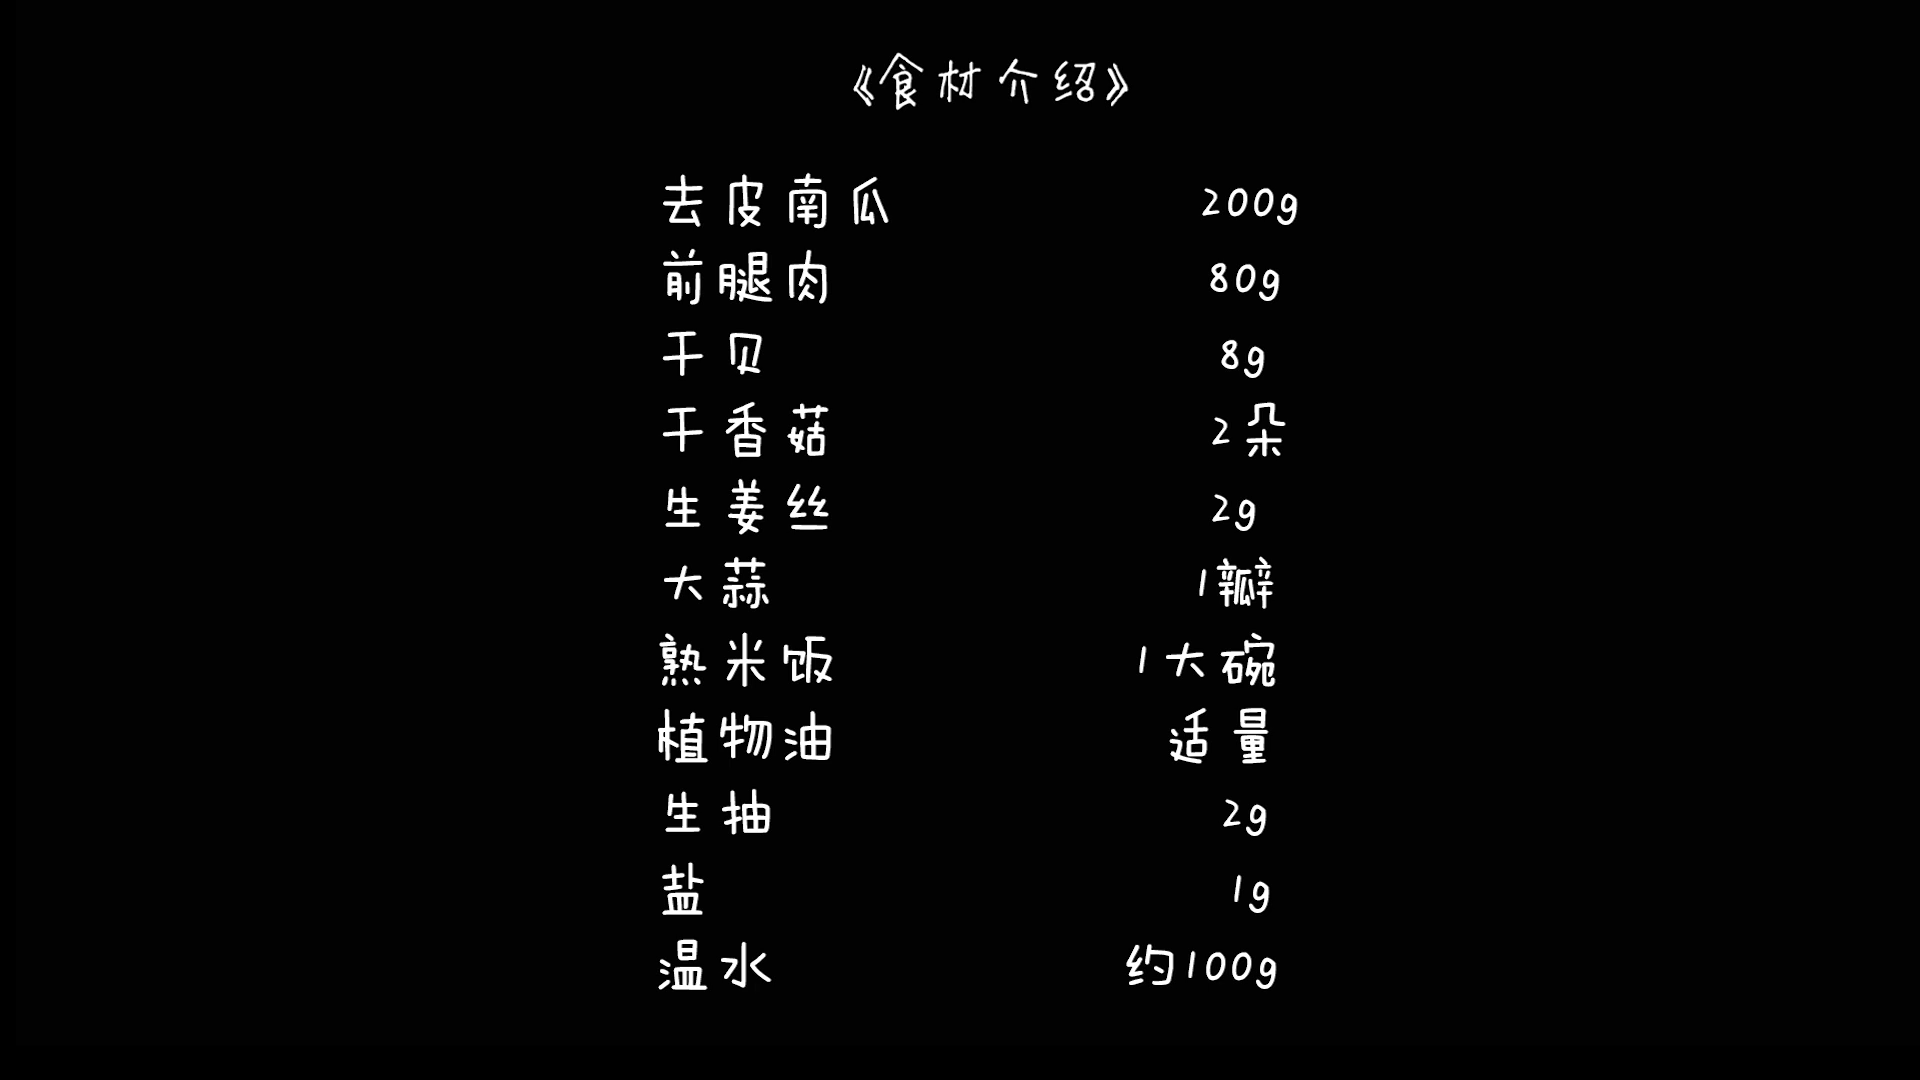 《食材介绍》
去皮南瓜 200g
前腿肉 80g
干贝 8g
干香菇 2朵
生姜丝 2g
大蒜 1瓣
熟米饭 1大碗
植物油 适量
生抽 2g
盐 1g
温水 约100g